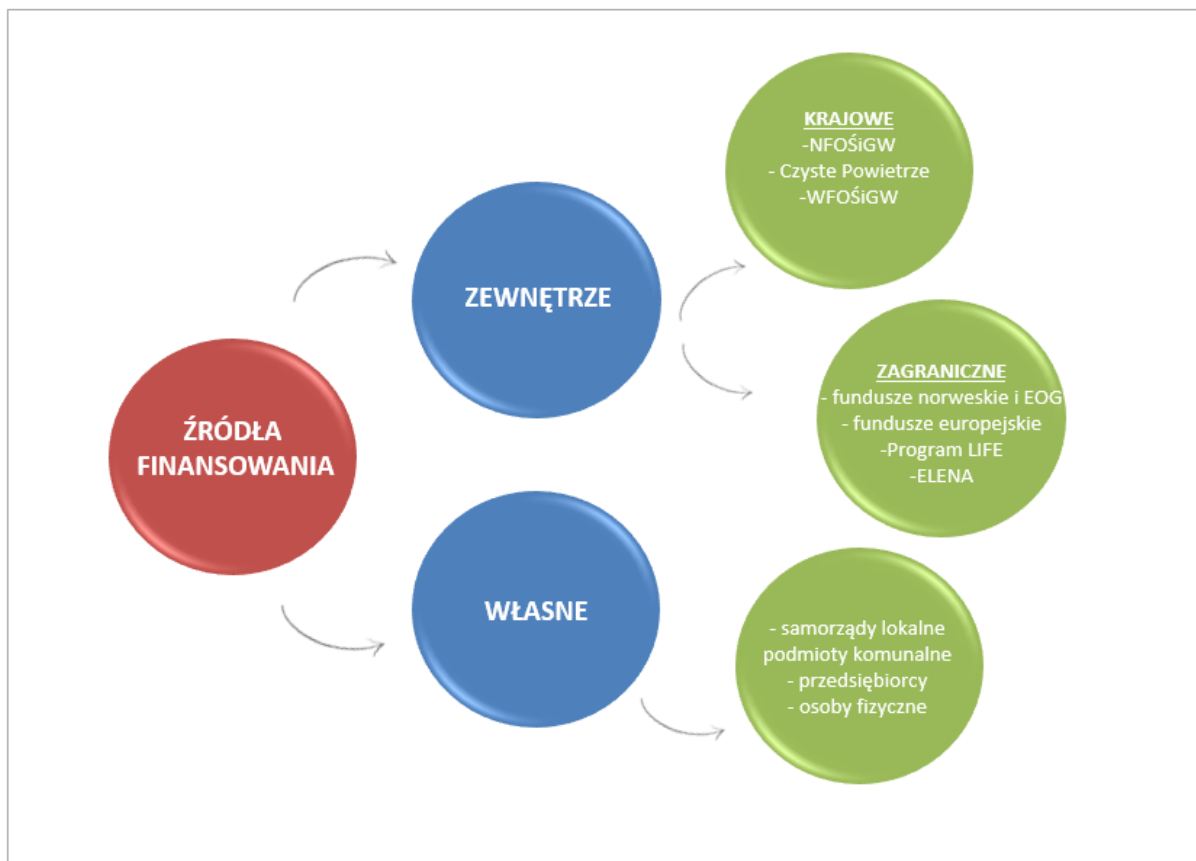 ŹRÓDŁA
FINANSOWANIA
ZEWNĘTRZE
WŁASNE
KRAJOWE
-NFOŚiGW
- Czyste Powietrze
-WFOŚiGW
ZAGRANICZNE
- fundusze norweskie i EOG
- fundusze europejskie
-Program LIFE
-ELENA
- samorządy lokalne
podmioty komunalne
- przedsiębiorcy
- osoby fizyczne